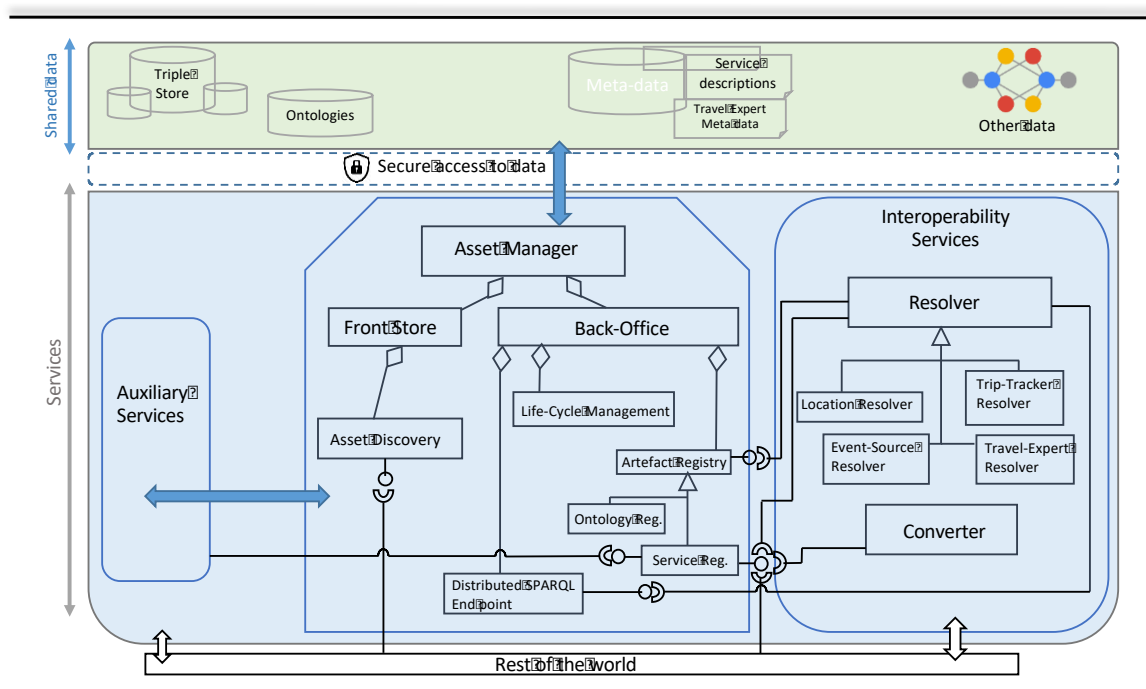 Shared data
Triple
Store
Ontologies
Meta-data
Service
descriptions
Travel Expert
Meta data
Other data
Secure access to data
Services
Asset Manager
Front Store
Back-Office
Auxiliary
Services
Asset Discovery
Life-Cycle Management
Artefact Registry
Ontology Reg.
Service Reg.
Distributed SPARQL
End point
Interoperability
Services
Resolver
Location Resolver
Trip-Tracker
Resolver
Event-Source
Resolver
Travel-Expert
Resolver
Converter
Rest of the world